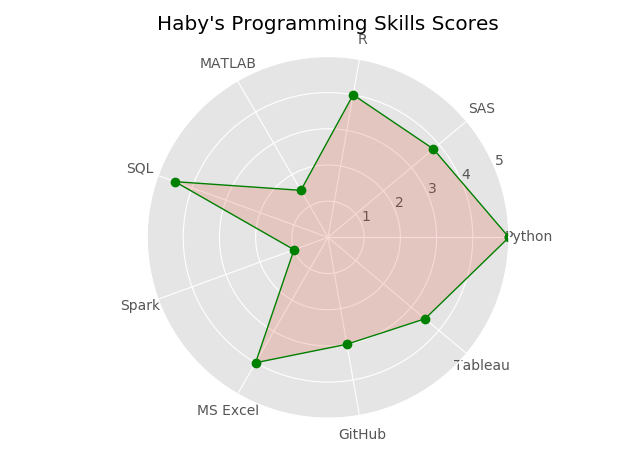 Haby's Programming Skills Scores
R
MATLAB
SAS
SQL
5
4
3
2
1
Python
Spark
Tableau
MS Excel
GitHub